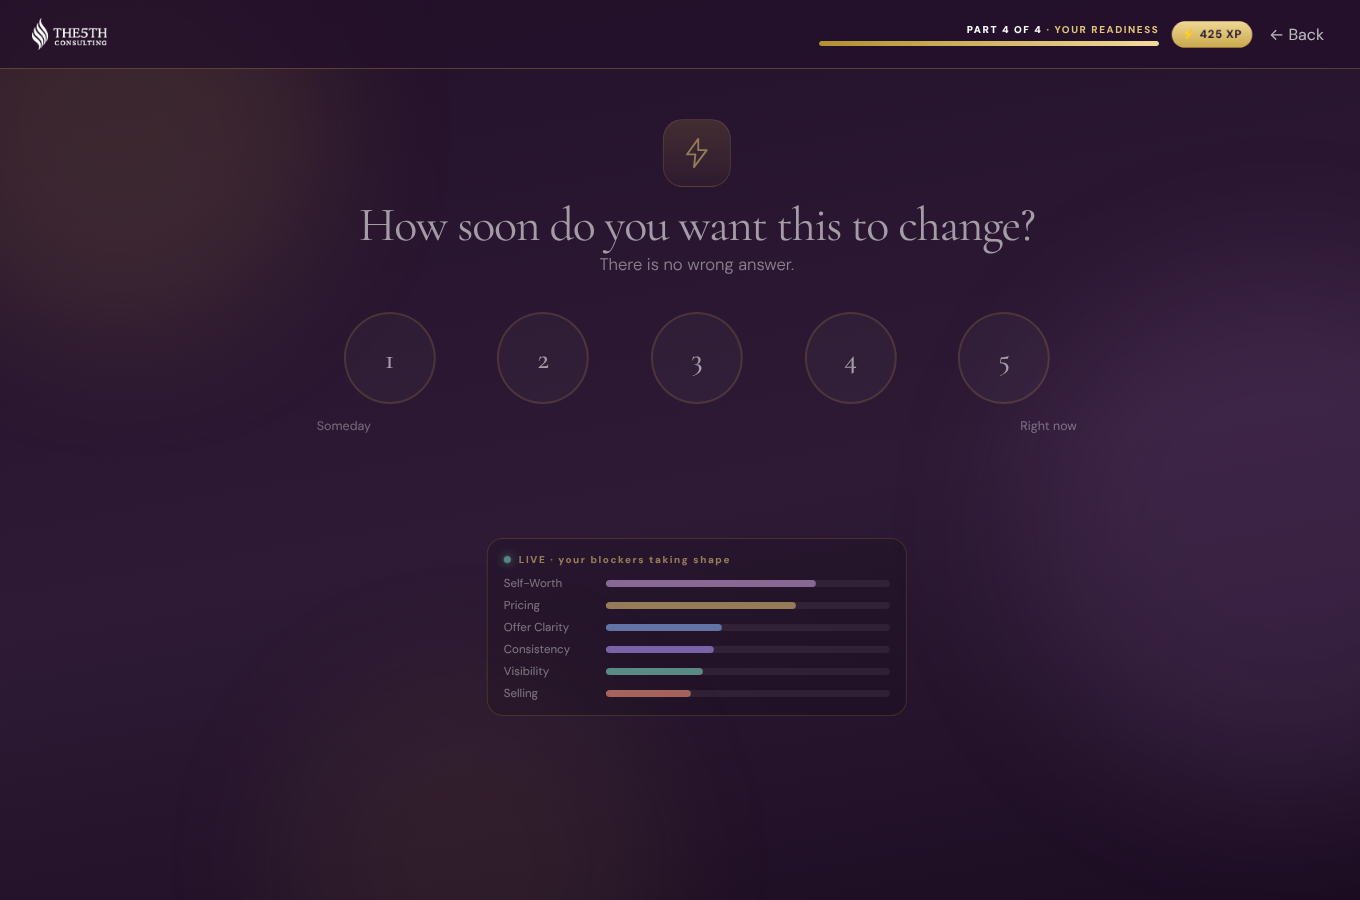 THE5TH
CONSULTING
PART 4 OF 4 · YOUR READINESS
⚡ 425 XP
← Back
How soon do you want this to change?
There is no wrong answer.
1
2
3
4
5
Someday
Right now
LIVE · your blockers taking shape
Self-Worth
Pricing
Offer Clarity
Consistency
Visibility
Selling